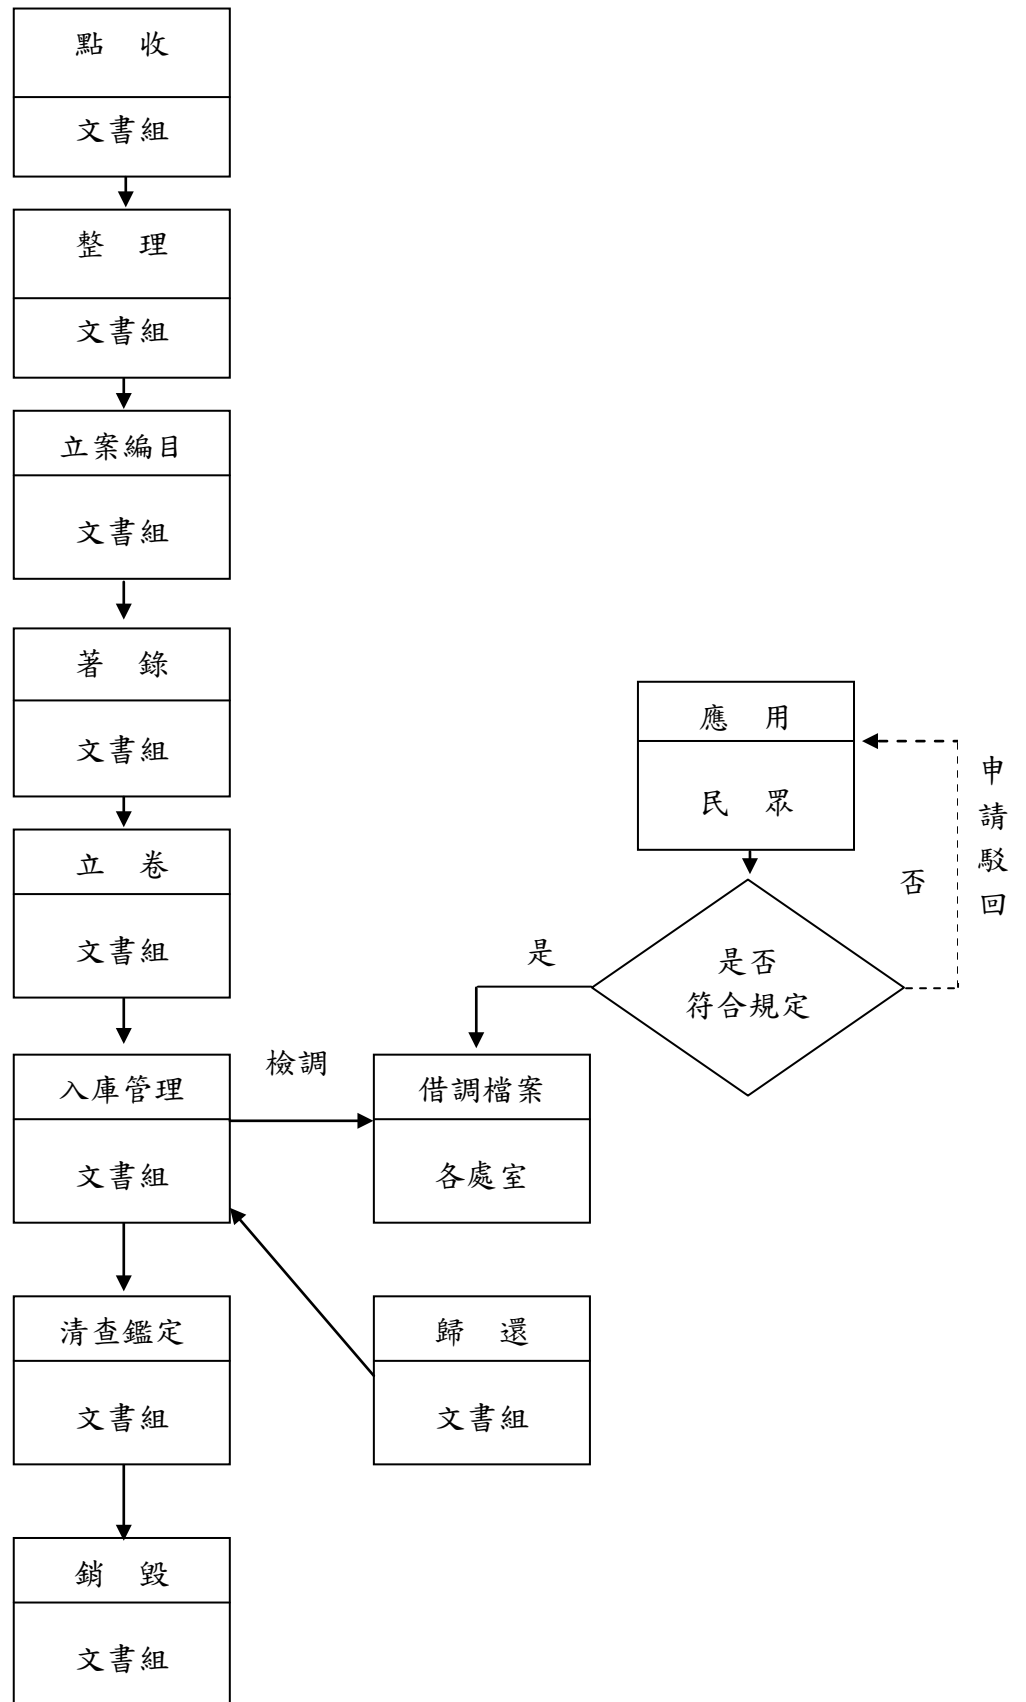 點 收
文書組
整 理
文書組
立案編目
文書組
著 錄
文書組
立 卷
文書組
入庫管理
文書組
清查鑑定
文書組
銷 毀
文書組
檢調
借調檔案
各處室
歸 還
文書組
應 用
民 眾
是否
符合規定
是
否
申請駁回